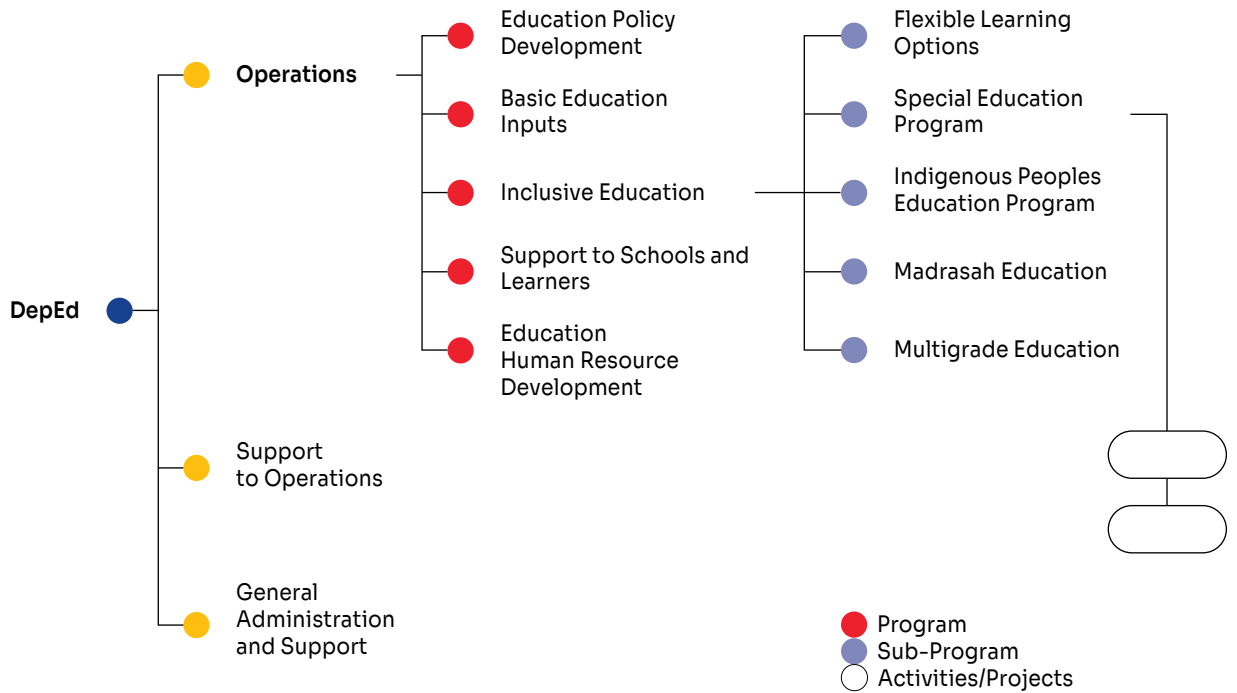 DepEd
Operations
Support
to Operations
General
Administration
and Support
Education Policy
Development
Basic Education
Inputs
Inclusive Education
Support to Schools and
Learners
Education
Human Resource
Development
Flexible Learning
Options
Special Education
Program
Indigenous Peoples
Education Program
Madrasah Education
Multigrade Education
Program
Sub-Program
Activities/Projects